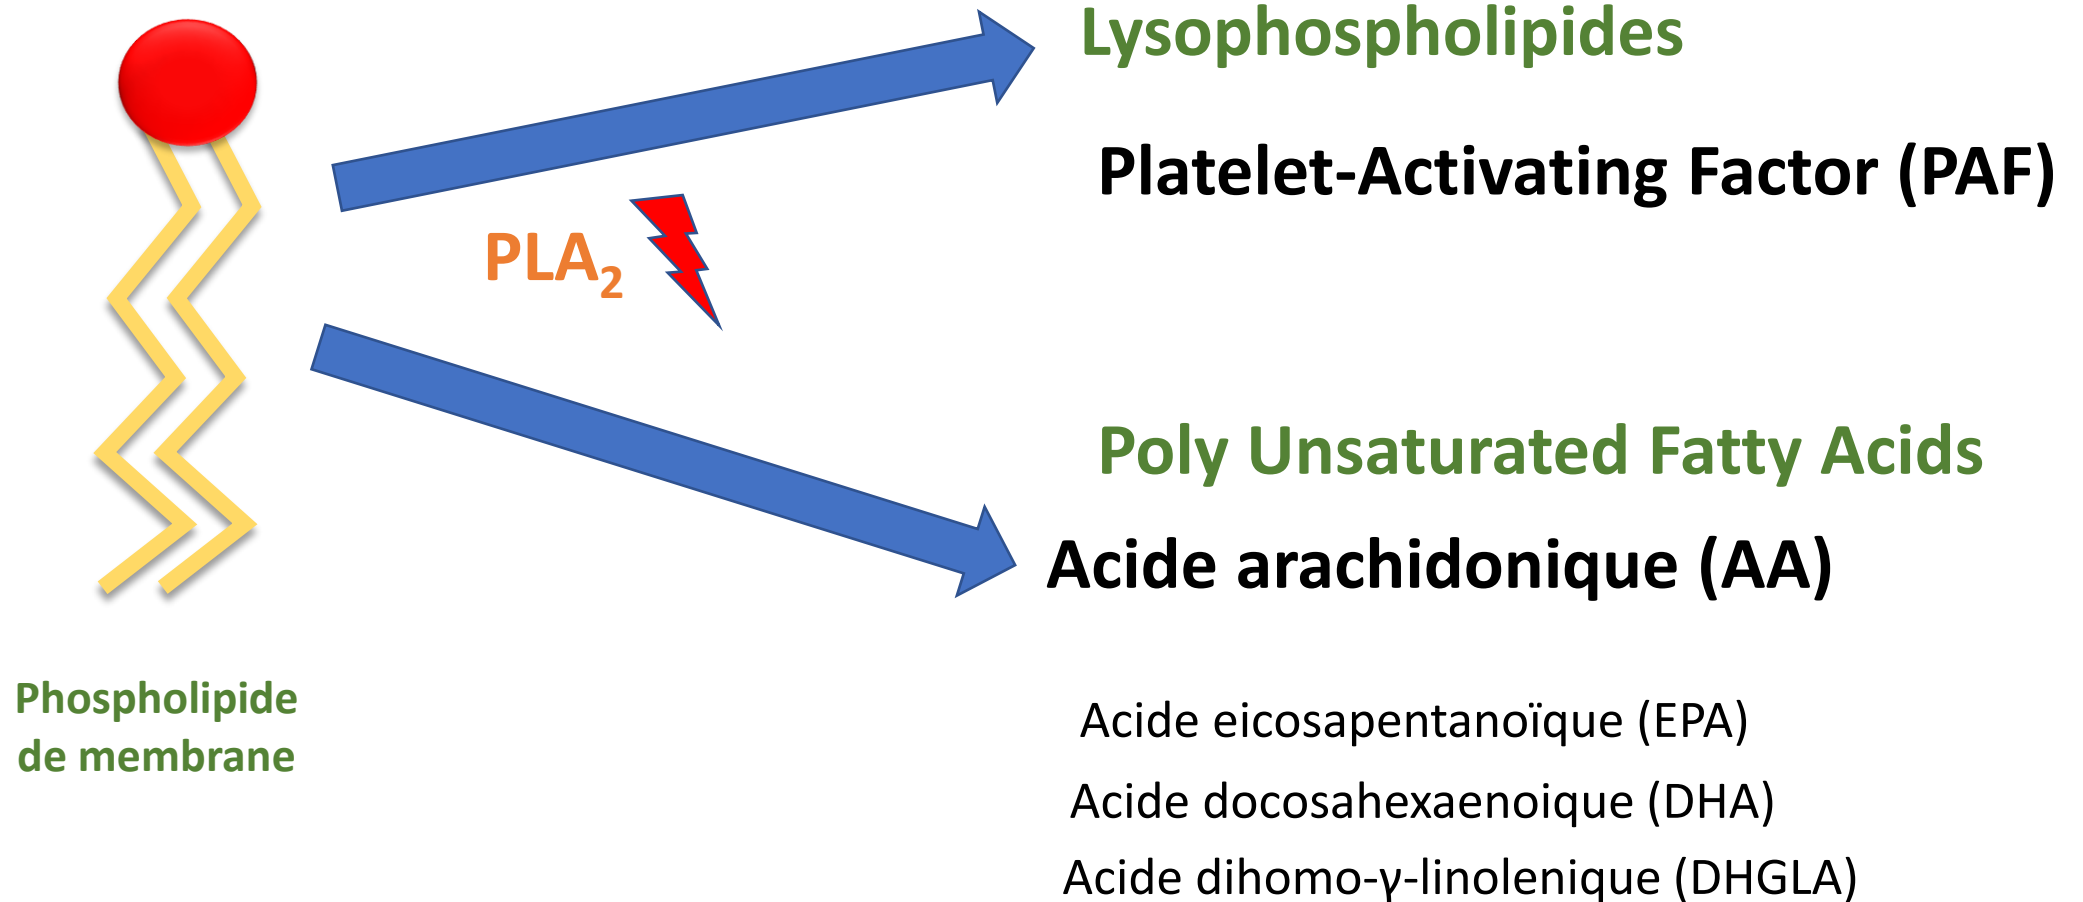 Lysophospholipides
Platelet-Activating Factor (PAF)
PLA₂
Poly Unsaturated Fatty Acids
Acide arachidonique (AA)
Phospholipide
de membrane
Acide eicosapentanoïque (EPA)
Acide docosahexaenoique (DHA)
Acide dihomo-γ-linolenique (DHGLA)